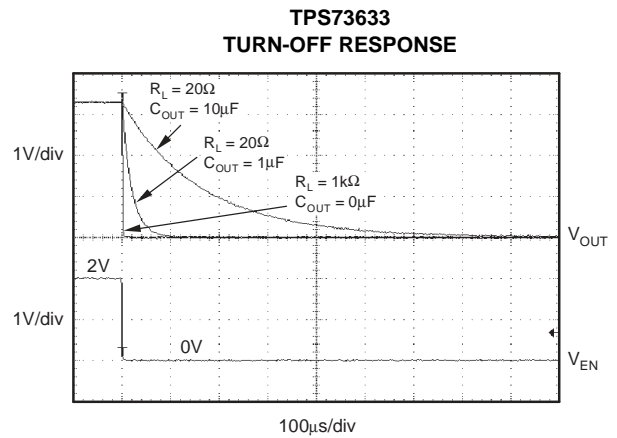 TPS73633
TURN-OFF RESPONSE
R_L = 20Ω
C_OUT = 10μF
R_L = 20Ω
C_OUT = 1μF
1V/div
R_L = 1kΩ
C_OUT = 0μF
V_OUT
2V
1V/div
0V
V_EN
100μs/div